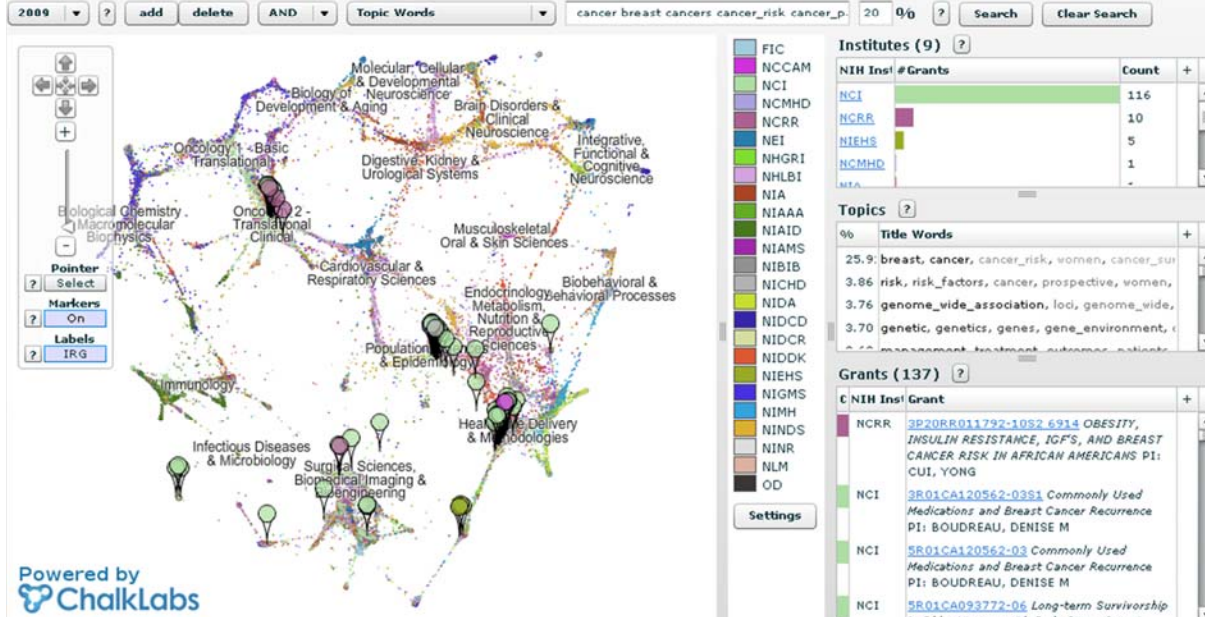 2009 ? add delete AND Topic Words cancer breast cancers cancer_risk cancer_p. 20 % ? Search Clear Search
Pointer
? Select
Markers
? On
Labels
? IRG
Molecular, Cellular
& Developmental
Neuroscience
Biology of
Development & Aging
Brain Disorders &
Clinical
Neuroscience
Integrative,
Functional &
Cognitive
Neuroscience
Oncology 1 - Basic
Translational
Digestive, Kidney &
Urological Systems
Biological Chemistry
Macromolecular
Biophysics
Oncology 2 -
Translational
Clinical
Musculoskeletal,
Oral & Skin Sciences
Cardiovascular &
Respiratory Sciences
Biobehavioral &
Behavioral Processes
Endocrinology,
Metabolism,
Nutrition &
Reproductive
Sciences
Population
& Epidemiology
Immunology
Health Delivery
& Methodologies
Infectious Diseases
& Microbiology
Surgical Sciences,
Biomedical Imaging &
Bioengineering
Powered by
ChalkLabs
FIC
NCCAM
NCI
NCMHD
NCRR
NEI
NHGRI
NHLBI
NIA
NIAAA
NIAID
NIAMS
NIBIB
NICHD
NIDA
NIDCD
NIDCR
NIDDK
NIEHS
NIGMS
NIMH
NINDS
NINR
NLM
OD
Settings
Institutes (9) ?
NIH Inst #Grants Count +
NCI 116
NCRR 10
NIEHS 5
NCMHD 1
NIA
Topics ?
% Title Words +
25.9 breast, cancer, cancer_risk, women, cancer_sur
3.86 risk, risk_factors, cancer, prospective, women,
3.76 genome_wide_association, loci, genome_wide,
3.70 genetic, genetics, genes, gene_environment,
management, treatment, outcomes, patients
Grants (137) ?
C NIH Inst Grant +
NCRR 3P20RR011792-10S2 6914 OBESITY,
INSULIN RESISTANCE, IGF'S, AND BREAST
CANCER RISK IN AFRICAN AMERICANS PI:
CUI, YONG
NCI 3R01CA120562-03S1 Commonly Used
Medications and Breast Cancer Recurrence
PI: BOUDREAU, DENISE M
NCI 5R01CA120562-03 Commonly Used
Medications and Breast Cancer Recurrence
PI: BOUDREAU, DENISE M
NCI 5R01CA093772-06 Long-term Survivorship